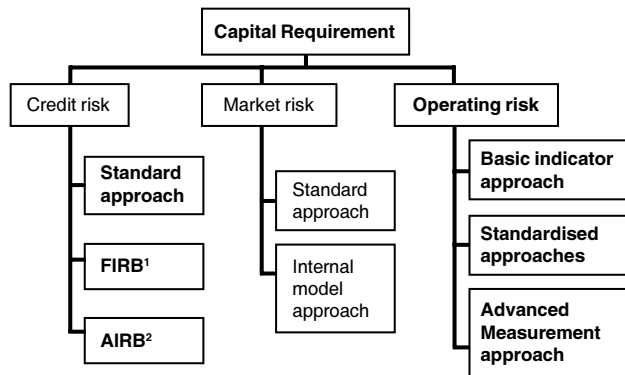 Capital Requirement
Credit risk
Market risk
Operating risk
Standard
approach
FIRB¹
AIRB²
Standard
approach
Internal
model
approach
Basic indicator
approach
Standardised
approaches
Advanced
Measurement
approach